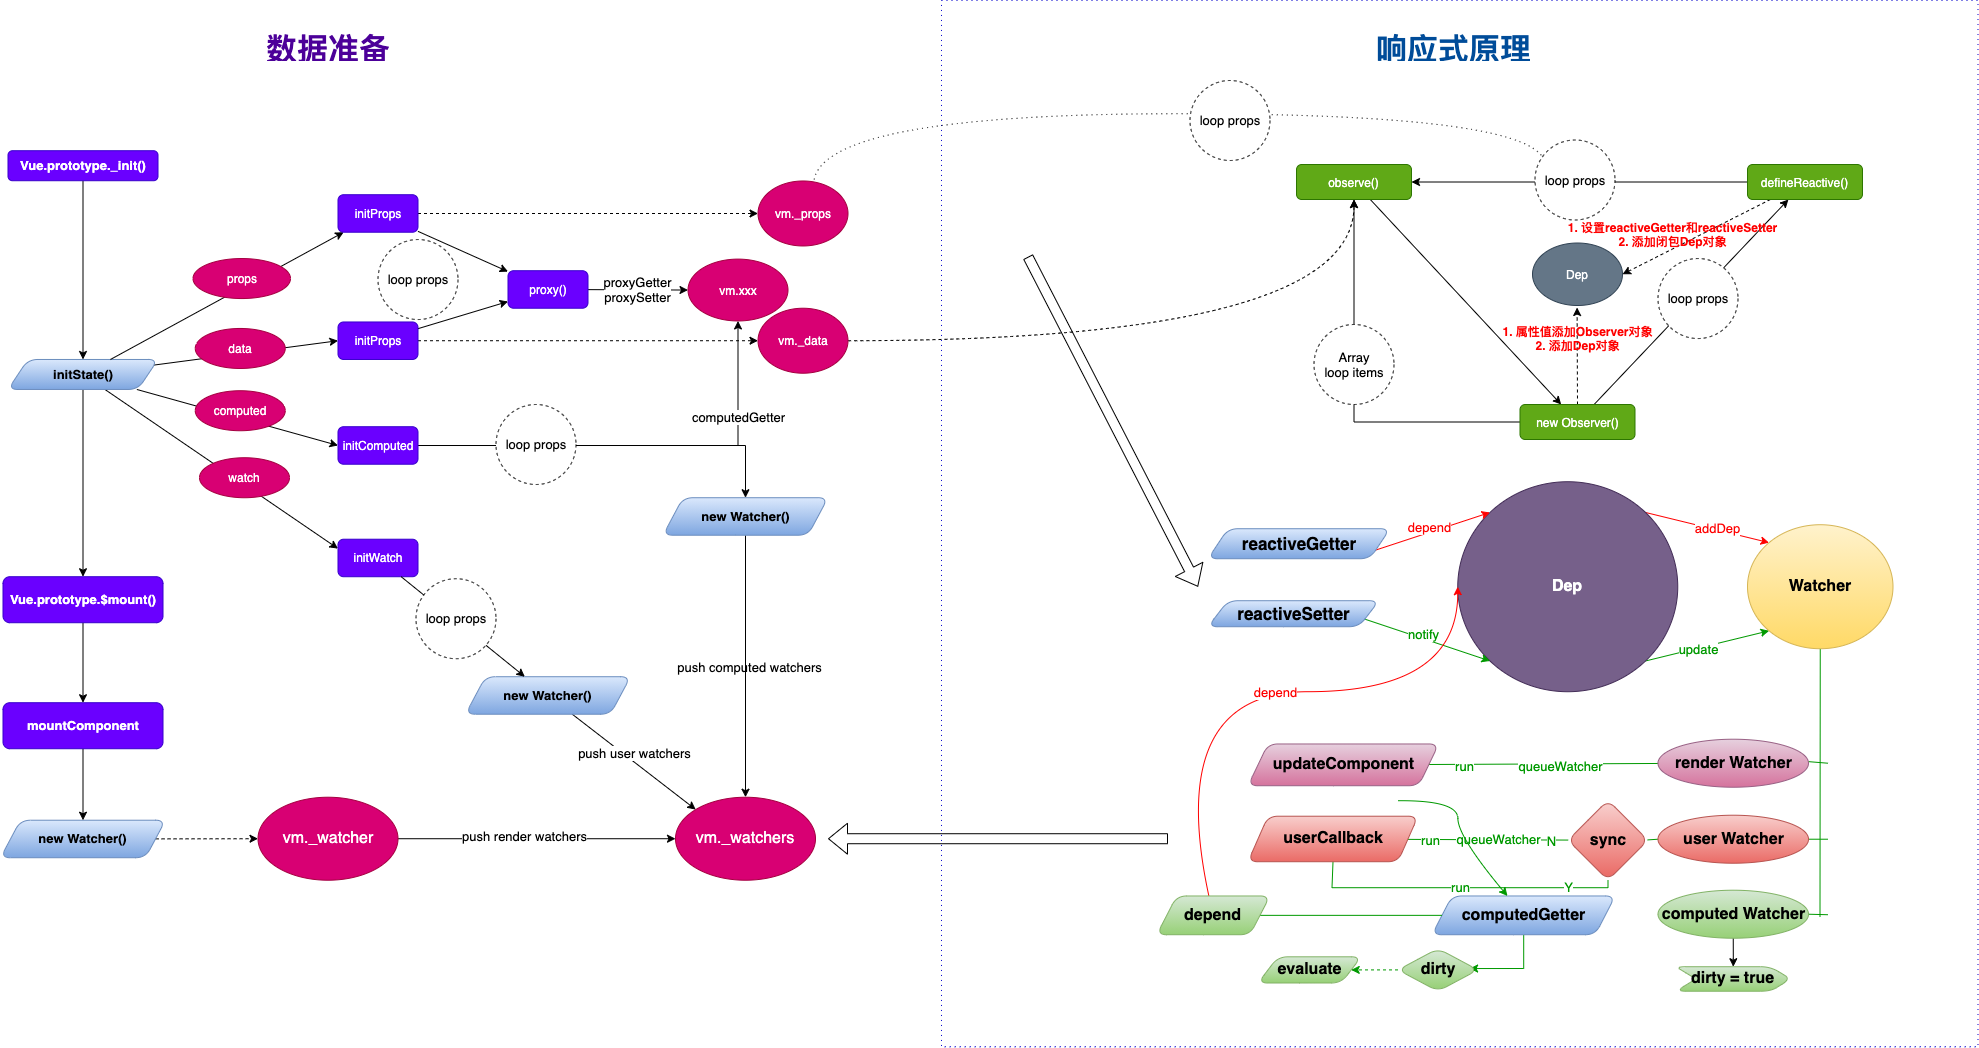 数据准备
响应式原理
Vue.prototype._init()
initState()
Vue.prototype.$mount()
mountComponent
new Watcher()
props
data
computed
watch
initProps
loop props
initProps
initComputed
initWatch
proxy()
proxyGetter
proxySetter
vm._props
vm.xxx
vm._data
computedGetter
loop props
new Watcher()
loop props
new Watcher()
push computed watchers
push user watchers
vm._watcher
push render watchers
vm._watchers
loop props
observe()
loop props
defineReactive()
1. 设置reactiveGetter和reactiveSetter
2. 添加闭包Dep对象
Dep
loop props
1. 属性值添加Observer对象
2. 添加Dep对象
Array
loop items
new Observer()
reactiveGetter
depend
reactiveSetter
notify
Dep
addDep
update
Watcher
depend
updateComponent
run
queueWatcher
render Watcher
userCallback
run
queueWatcher
N
sync
user Watcher
run
Y
depend
computedGetter
computed Watcher
evaluate
dirty
dirty = true